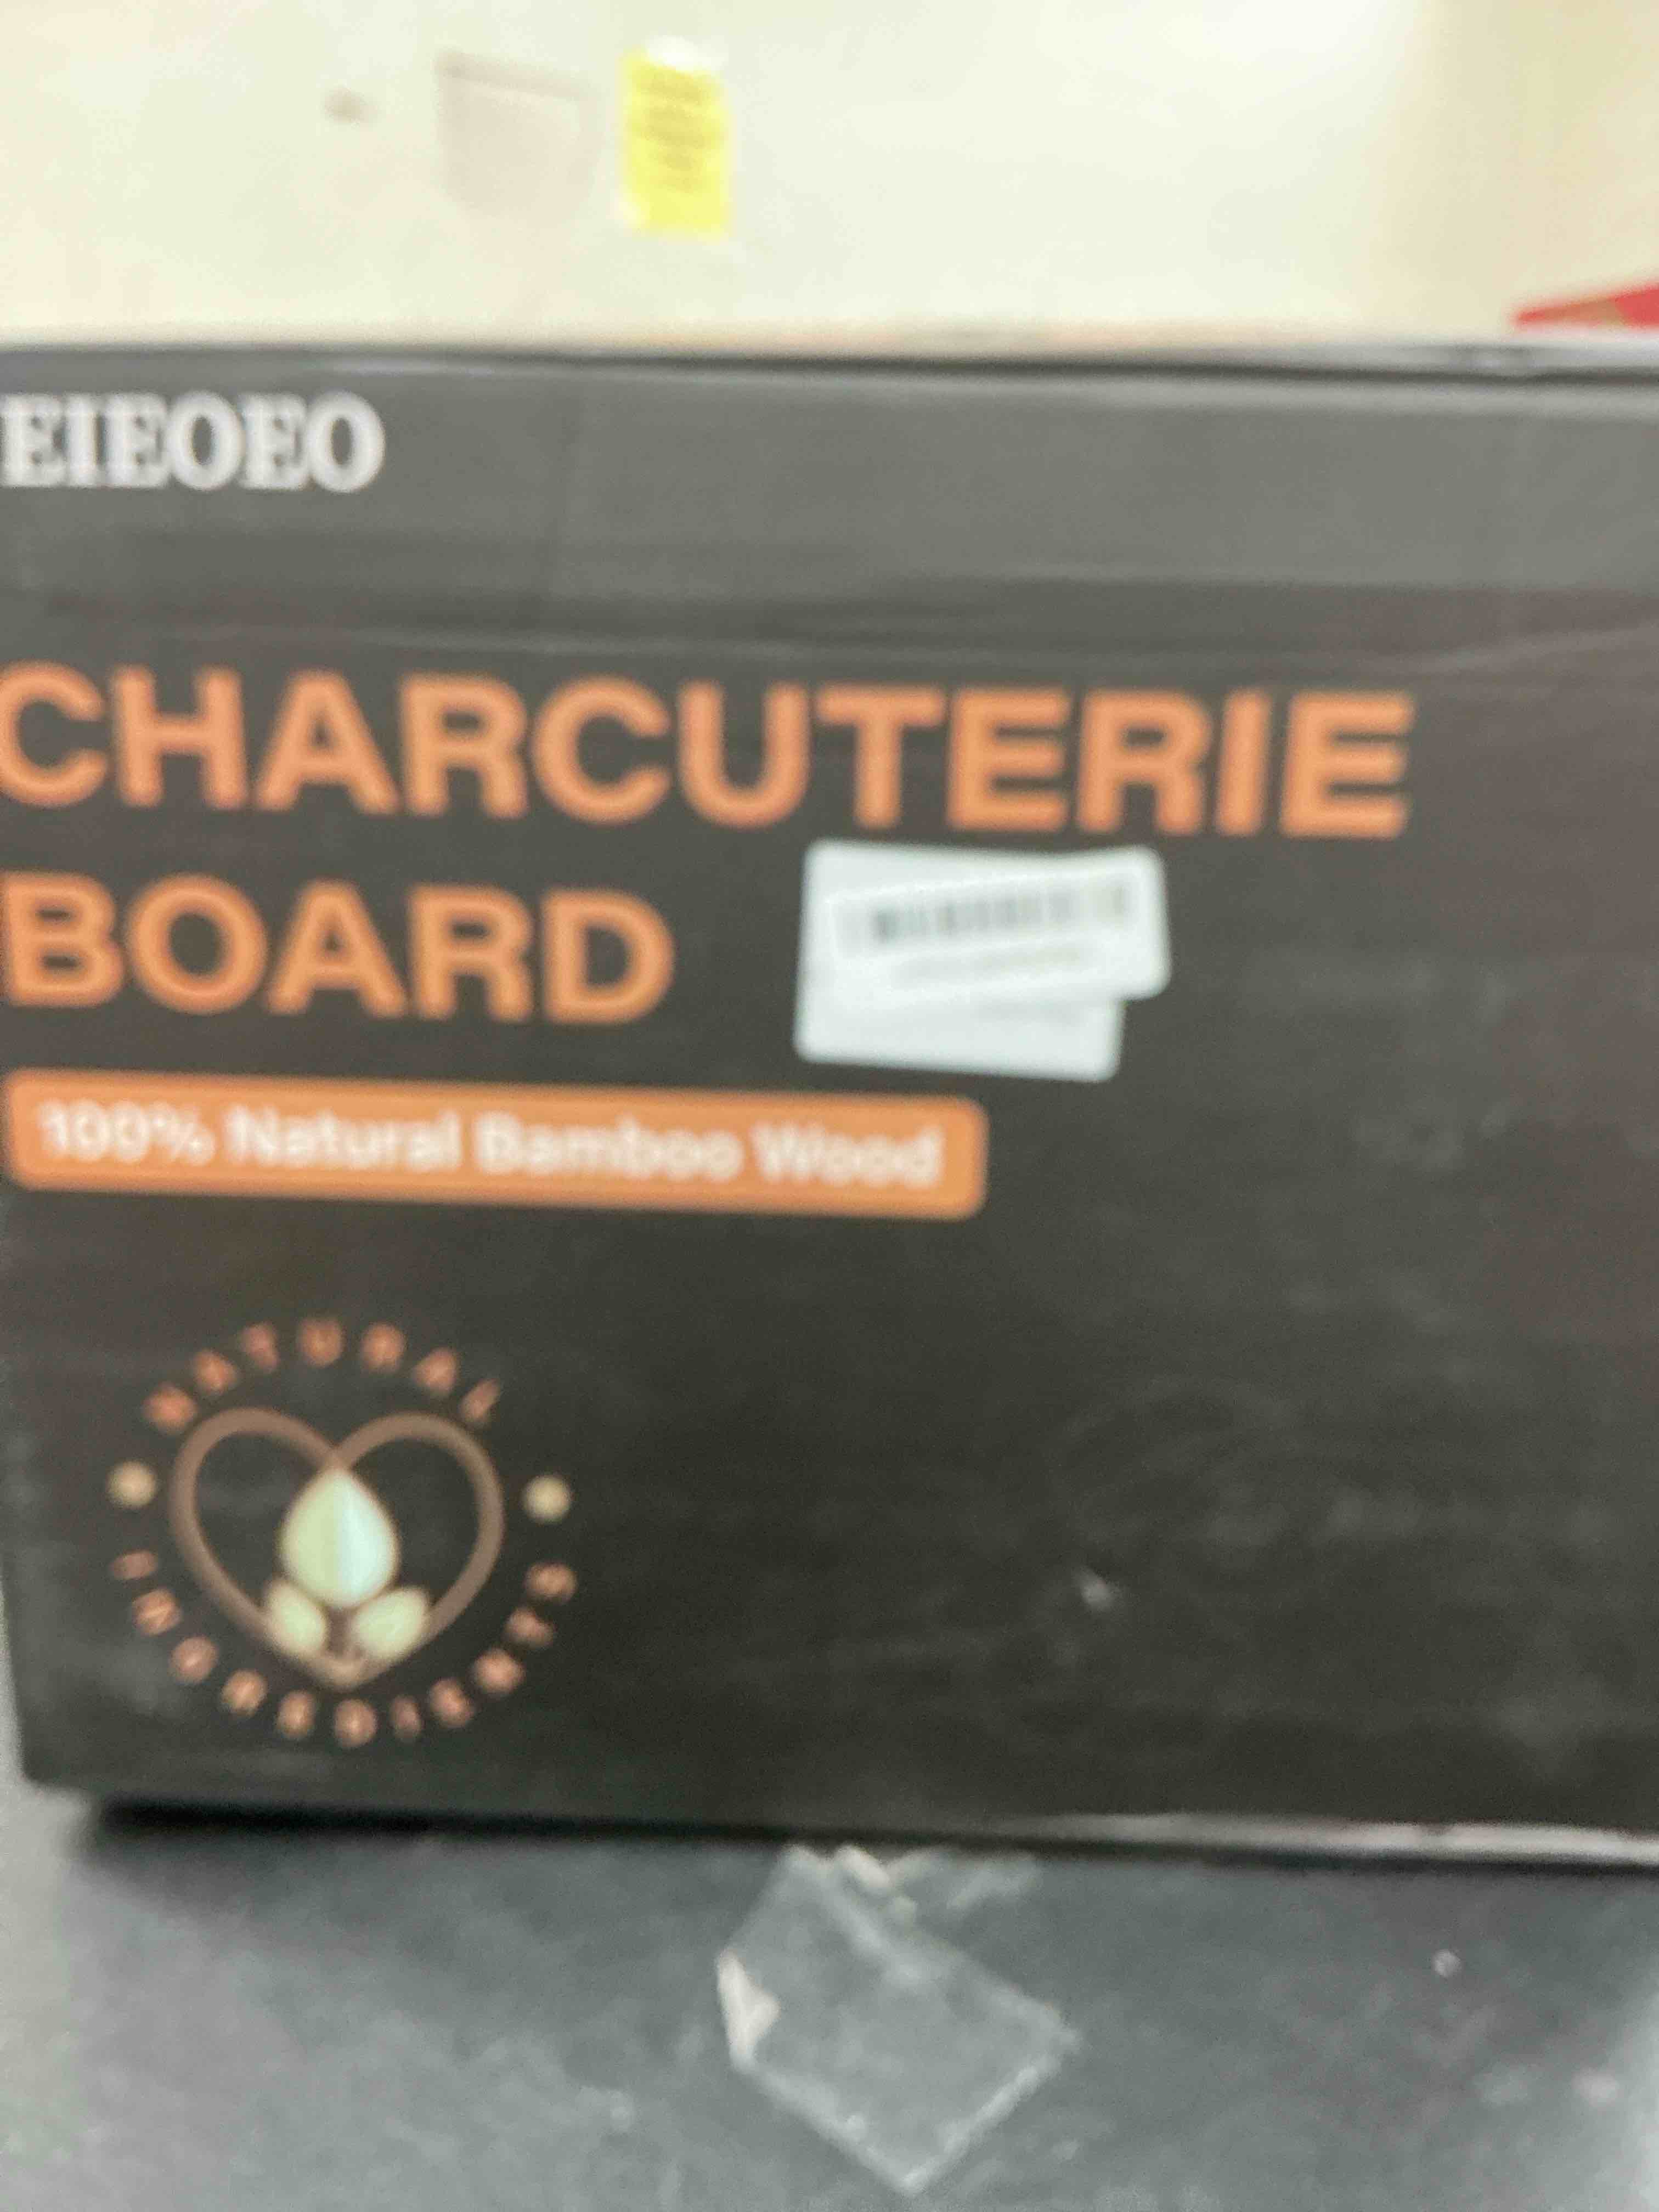 EIEOEO
CHARCUTERIE
BOARD
100% Natural Bamboo Wood
NATURAL
INGREDIENTS